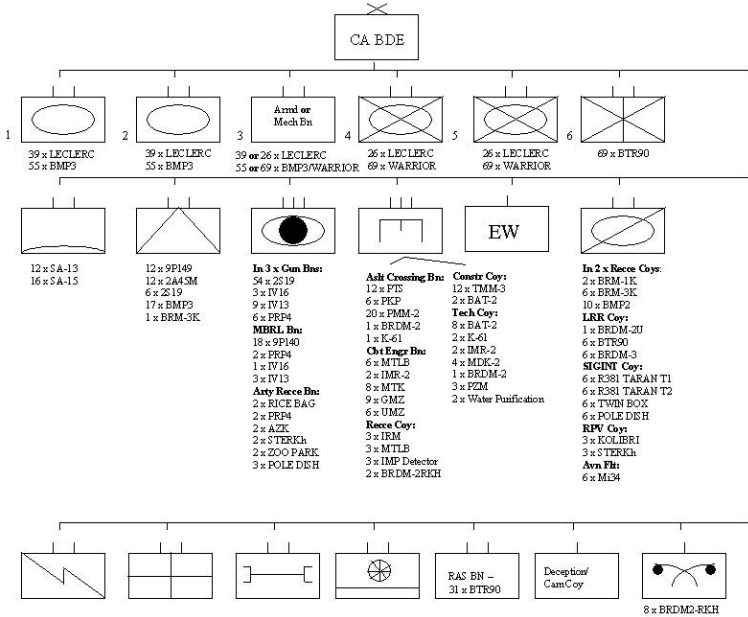 CA BDE
1
39 x LECLERC
55 x BMP3
2
39 x LECLERC
55 x BMP3
3
Armd or
Mech Bn
39 or 26 x LECLERC
55 or 69 x BMP3/WARRIOR
4
26 x LECLERC
69 x WARRIOR
5
26 x LECLERC
69 x WARRIOR
6
69 x BTR90
12 x SA-13
16 x SA-15
12 x 9P149
12 x 2A45M
6 x 2S19
17 x BMP3
1 x BRM-3K
In 3 x Gun Bns:
54 x 2S19
3 x IV16
9 x IV13
6 x PRP4
MBRL Bn:
18 x 9P140
2 x PRP4
1 x IV16
3 x IV13
Arty Recce Bn:
2 x RICE BAG
2 x PRP4
2 x AZK
2 x STERKh
2 x ZOO PARK
3 x POLE DISH
Aslt Crossing Bn:
12 x PTS
6 x PKP
20 x PMM-2
1 x BRDM-2
1 x K-61
Cbt Engr Bn:
6 x MTLB
2 x IMR-2
8 x MTK
9 x GMZ
6 x UMZ
Recce Coy:
3 x IRM
3 x MTLB
3 x IMP Detector
2 x BRDM-2RKH
EW
Constr Coy:
12 x TMM-3
2 x BAT-2
Tech Coy:
8 x BAT-2
2 x K-61
2 x IMR-2
4 x MDK-2
1 x BRDM-2
3 x PZM
2 x Water Purification
In 2 x Recce Coys:
2 x BRM-1K
6 x BRM-3K
10 x BMP2
LRR Coy:
1 x BRDM-2U
6 x BTR90
6 x BRDM-3
SIGINT Coy:
6 x R381 TARAN T1
6 x R381 TARAN T2
6 x TWIN BOX
6 x POLE DISH
RPV Coy:
3 x KOLIBRI
3 x STERKh
Avn Flt:
6 x Mi34
RAS BN –
31 x BTR90
Deception/
Cam Coy
8 x BRDM2-RKH